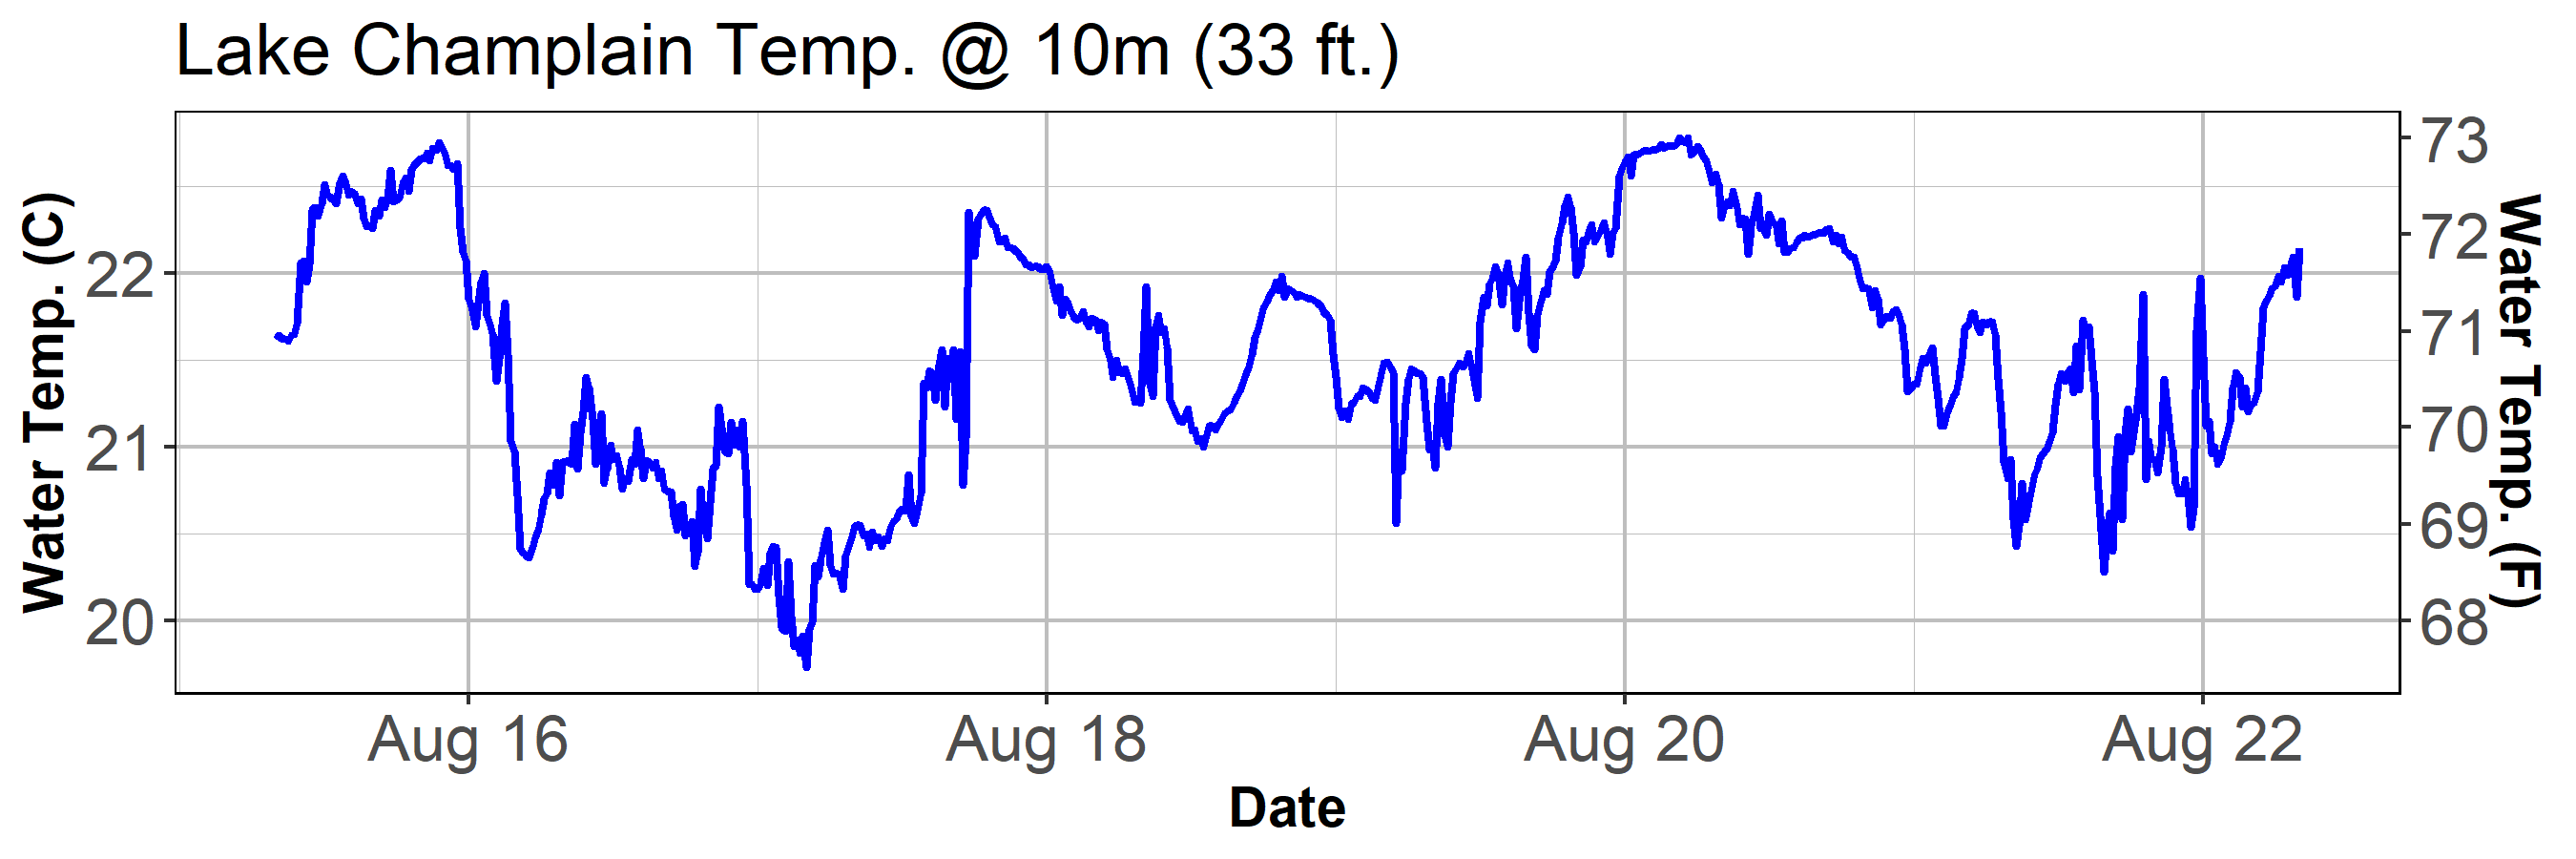 Lake Champlain Temp. @ 10m (33 ft.)
Water Temp. (C)
22
21
20
73
72
71
70
69
68
Water Temp. (F)
Aug 16
Aug 18
Aug 20
Aug 22
Date